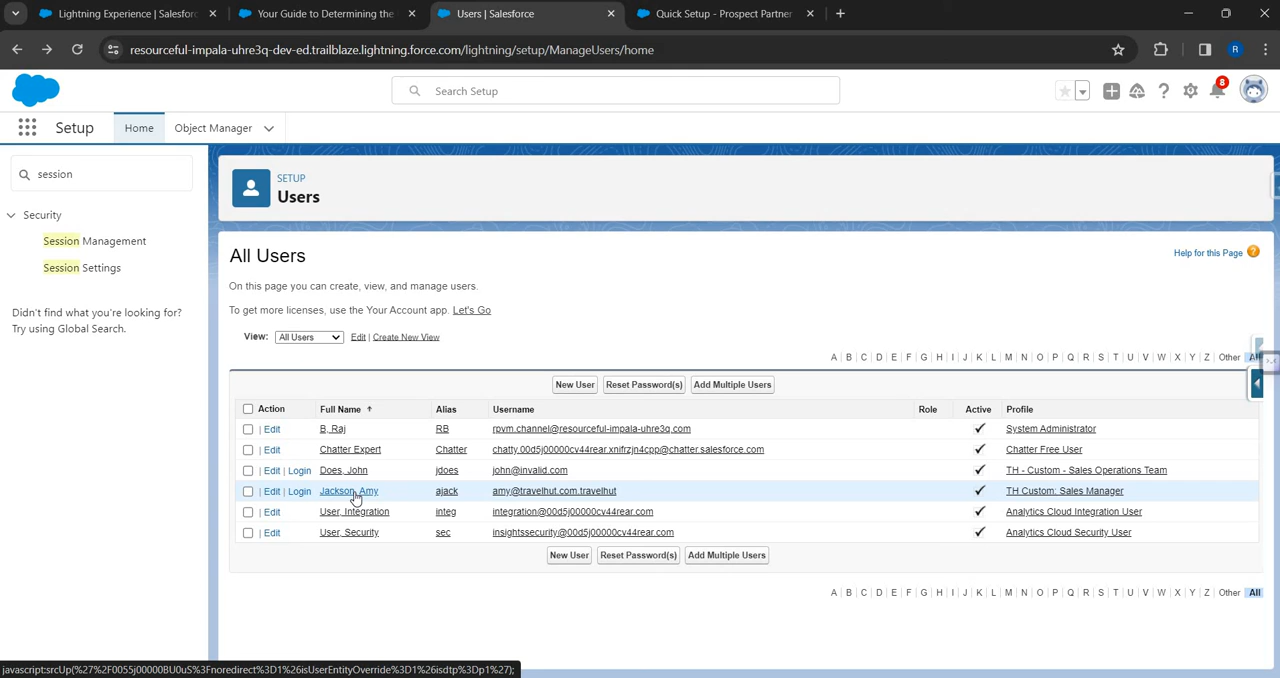 Lightning Experience | Salesforc
Your Guide to Determining the
Users | Salesforce
Quick Setup - Prospect Partner
resourceful-impala-uhre3q-dev-ed.trailblaze.lightning.force.com/lightning/setup/ManageUsers/home
R
Search Setup
8
Setup
Home
Object Manager
session
Security
Session Management
Session Settings
Didn't find what you're looking for?
Try using Global Search.
SETUP
Users
All Users
Help for this Page
On this page you can create, view, and manage users.
To get more licenses, use the Your Account app. Let's Go
View: All Users Edit | Create New View
A | B | C | D | E | F | G | H | I | J | K | L | M | N | O | P | Q | R | S | T | U | V | W | X | Y | Z | Other All
New User Reset Password(s) Add Multiple Users
Action Full Name Alias Username Role Active Profile
| Edit B, Raj RB rpvm.channel@resourceful-impala-uhre3q.com System Administrator
| Edit Chatter Expert Chatter chatty.00d5j00000cv44rear.xnifrzjn4cpp@chatter.salesforce.com Chatter Free User
| Edit | Login Does, John jdoes john@invalid.com TH - Custom - Sales Operations Team
| Edit | Login Jackson, Amy ajack amy@travelhut.com.travelhut TH Custom: Sales Manager
| Edit User, Integration integ integration@00d5j00000cv44rear.com Analytics Cloud Integration User
| Edit User, Security sec insightssecurity@00d5j00000cv44rear.com Analytics Cloud Security User
New User Reset Password(s) Add Multiple Users
A | B | C | D | E | F | G | H | I | J | K | L | M | N | O | P | Q | R | S | T | U | V | W | X | Y | Z | Other All
javascript:srcUp(%27%2F0055j00000BU0uS%3Fnoredirect%3D1%26isUserEntityOverride%3D1%26isdtp%3Dp1%27);